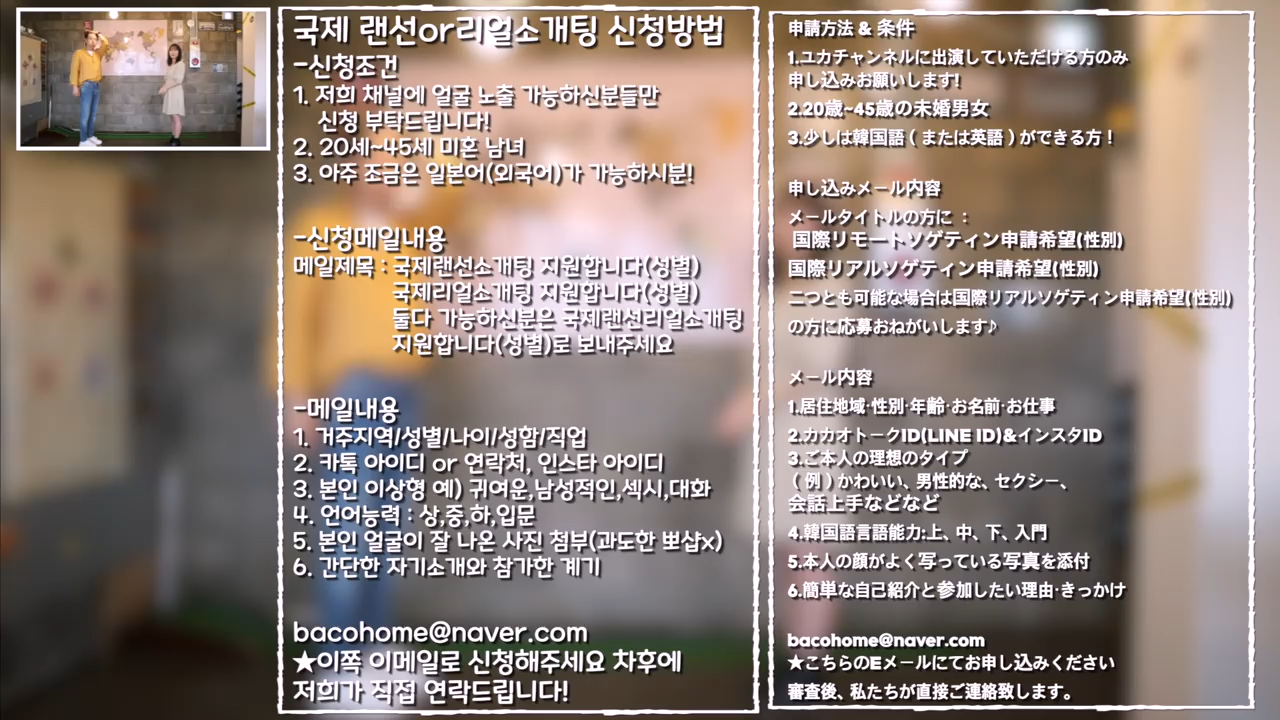 국제 랜선or리얼소개팅 신청방법
-신청조건
1. 저희 채널에 얼굴 노출 가능하신분들만
신청 부탁드립니다!
2. 20세~45세 미혼 남녀
3. 아주 조금은 일본어(외국어)가 가능하시분!
-신청메일내용
메일제목 : 국제랜선소개팅 지원합니다(성별)
국제리얼소개팅 지원합니다(성별)
둘다 가능하신분은 국제랜선리얼소개팅
지원합니다(성별)로 보내주세요
-메일내용
1. 거주지역/성별/나이/성함/직업
2. 카톡 아이디 or 연락처, 인스타 아이디
3. 본인 이상형 예) 귀여운,남성적인,섹시,대화
4. 언어능력 : 상,중,하,입문
5. 본인 얼굴이 잘 나온 사진 첨부(과도한 뽀샵x)
6. 간단한 자기소개와 참가한 계기
bacohome@naver.com
★이쪽 이메일로 신청해주세요 차후에
저희가 직접 연락드립니다!
申請方法 & 条件
1.ユカチャンネルに出演していただける方のみ
申し込みお願いします!
2.20歳~45歳の未婚男女
3.少しは韓国語 ( または英語 ) ができる方 !
申し込みメール内容
メールタイトルの方に :
国際リモートソゲティン申請希望(性別)
国際リアルソゲティン申請希望(性別)
二つとも可能な場合は国際リアルソゲティン申請希望(性別)
の方に応募おねがいします♪
メール内容
1.居住地域·性別·年齢·お名前·お仕事
2.カカオトークID(LINE ID)&インスタID
3.ご本人の理想のタイプ
( 例 ) かわいい、男性的な、セクシー、
会話上手などなど
4.韓国語言語能力:上、中、下、入門
5.本人の顔がよく写っている写真を添付
6.簡単な自己紹介と参加したい理由·きっかけ
bacohome@naver.com
★こちらのEメールにてお申し込みください
審査後、私たちが直接ご連絡致します。